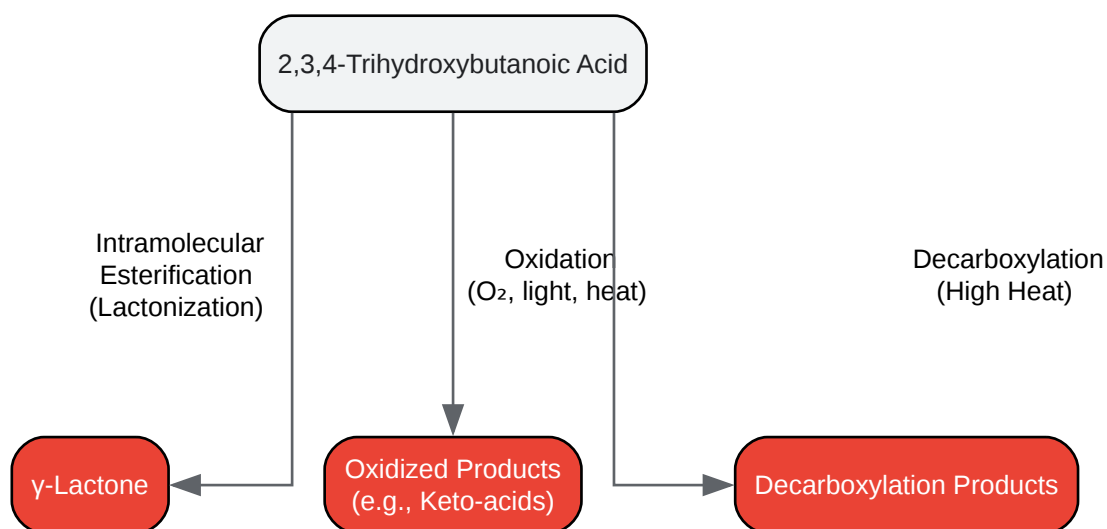 2,3,4-Trihydroxybutanoic Acid
Intramolecular
Esterification
(Lactonization)
Oxidation
(O₂, light, heat)
Decarboxylation
(High Heat)
γ-Lactone
Oxidized Products
(e.g., Keto-acids)
Decarboxylation Products